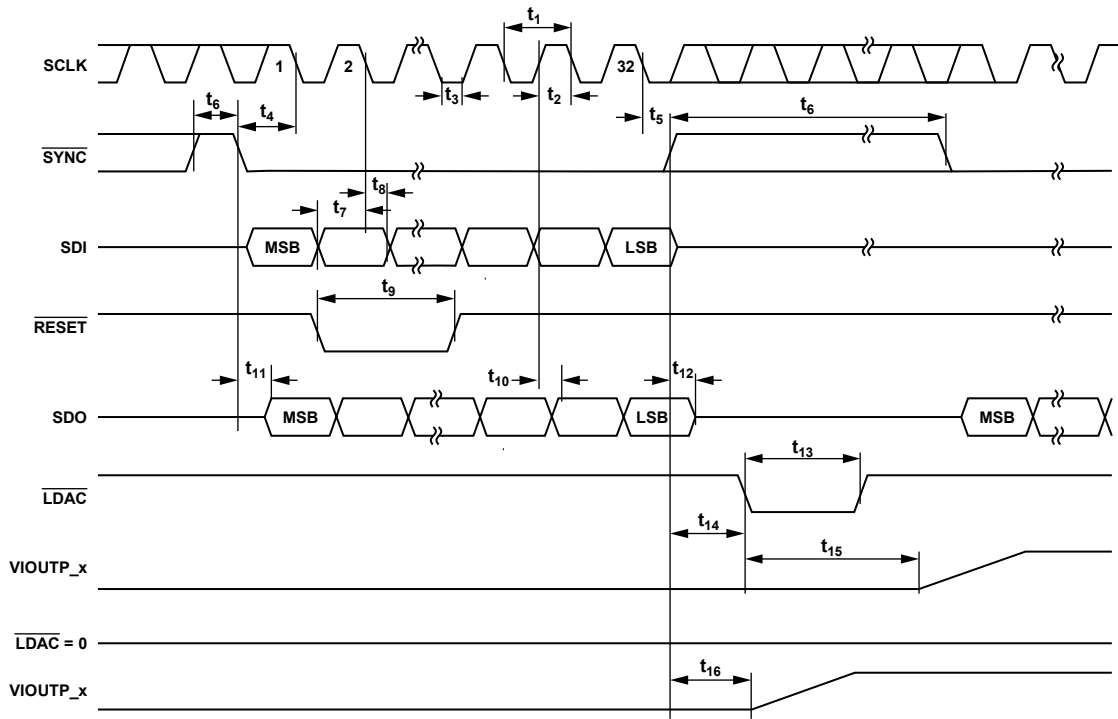 t1
SCLK
1
2
32
t3
t2
t6
t4
t5
t6
SYNC
t8
t7
SDI
MSB
LSB
t9
RESET
t11
t10
t12
SDO
MSB
LSB
MSB
t13
LDAC
t14
t15
VIOUTP_x
LDAC = 0
t16
VIOUTP_x